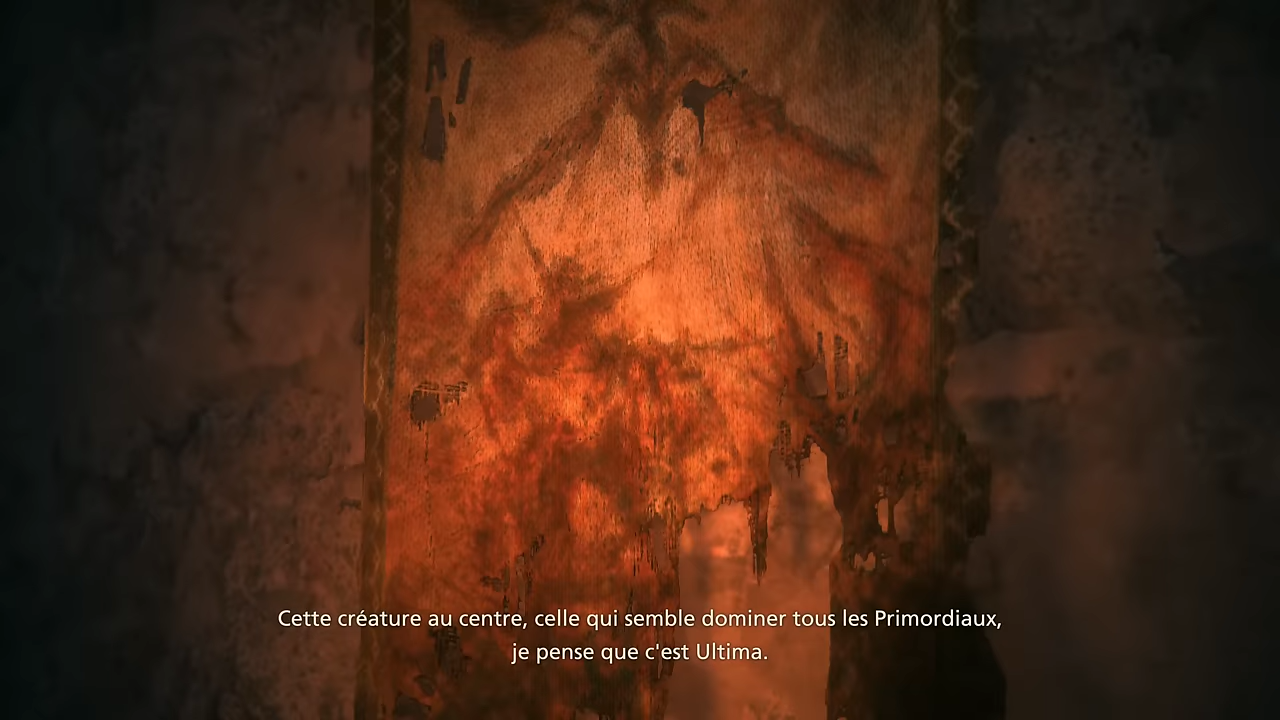 Cette créature au centre, celle qui semble dominer tous les Primordiaux,
je pense que c'est Ultima.